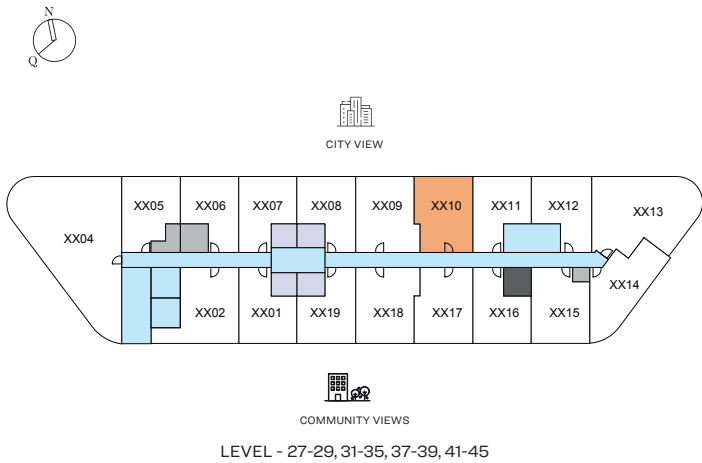 N
Q
CITY VIEW
XX04
XX05
XX06
XX07
XX08
XX09
XX10
XX11
XX12
XX13
XX14
XX02
XX01
XX19
XX18
XX17
XX16
XX15
COMMUNITY VIEWS
LEVEL - 27-29, 31-35, 37-39, 41-45